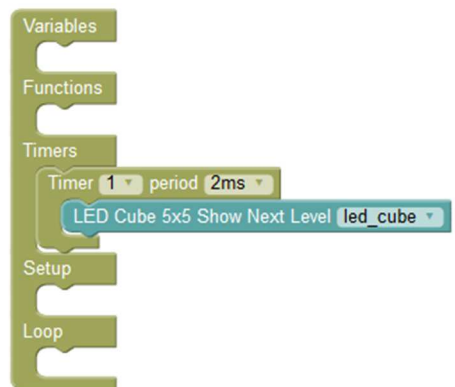 Variables
Functions
Timers
Timer 1 period 2ms
LED Cube 5x5 Show Next Level led_cube
Setup
Loop